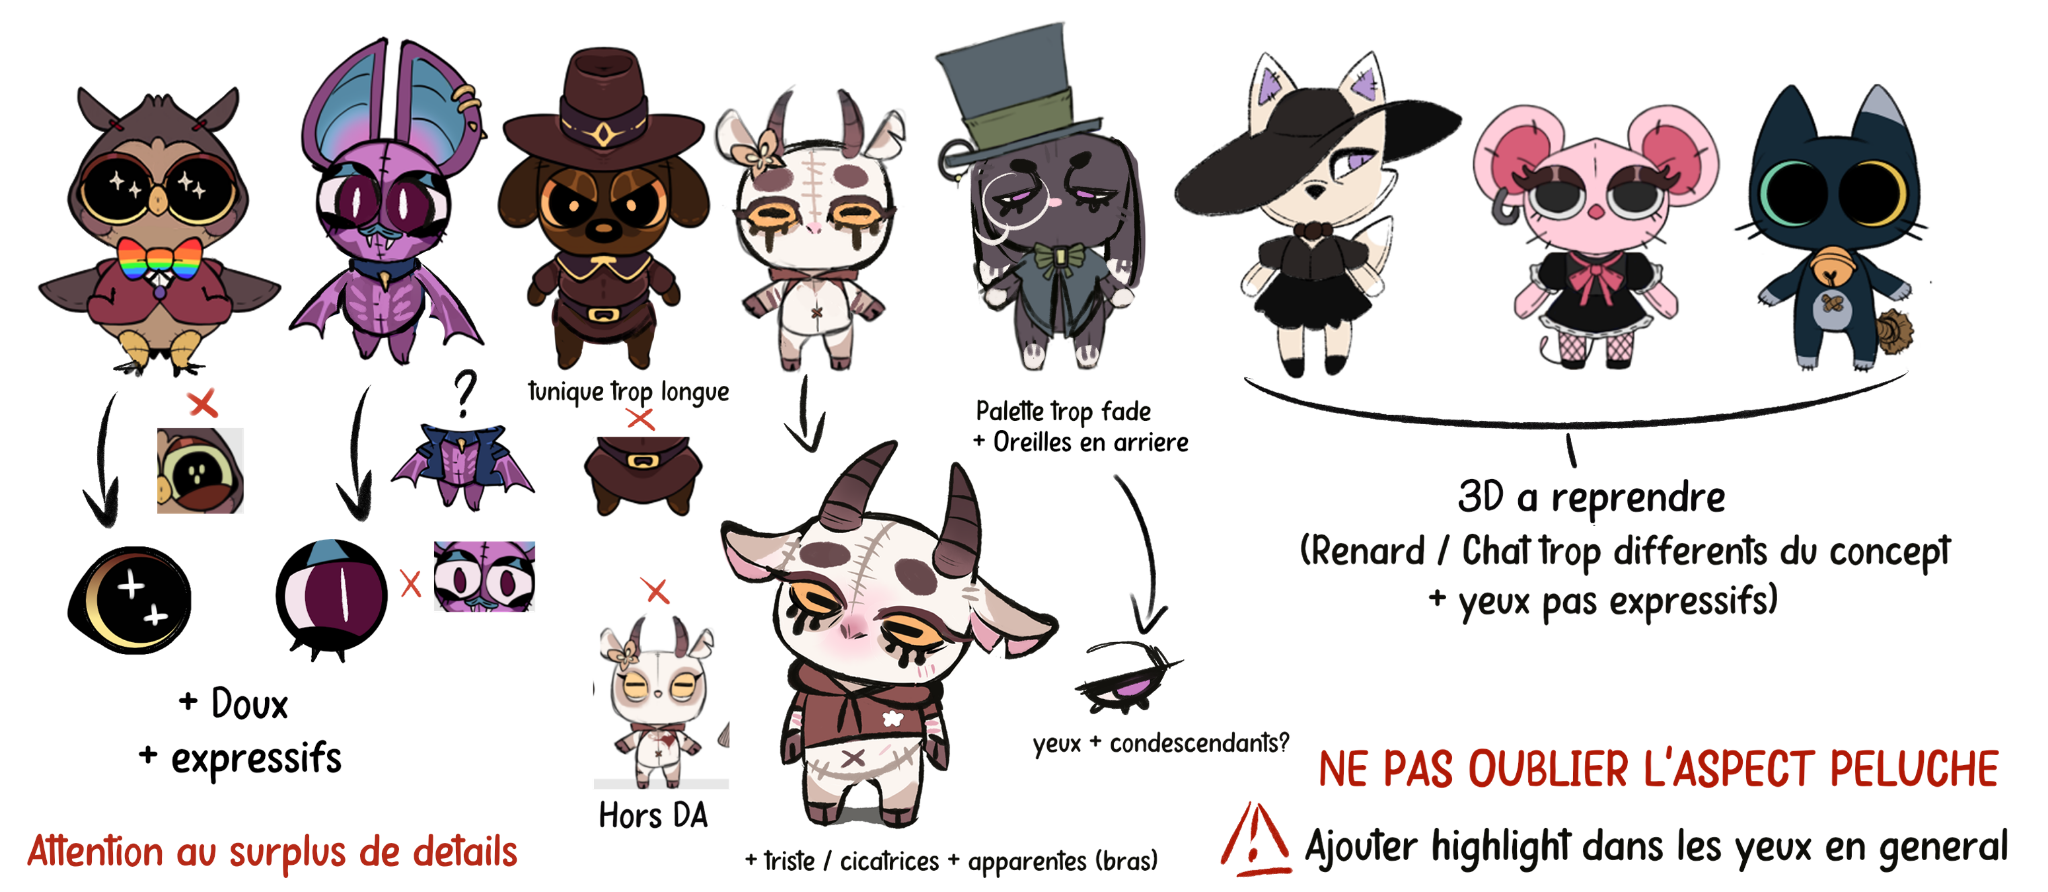 ?
tunique trop longue
Palette trop fade
+ Oreilles en arriere
3D a reprendre
(Renard / Chat trop differents du concept
+ yeux pas expressifs)
+ Doux
+ expressifs
Hors DA
yeux + condescendants?
NE PAS OUBLIER L'ASPECT PELUCHE
Attention au surplus de details
+ triste / cicatrices + apparentes (bras)
! Ajouter highlight dans les yeux en general